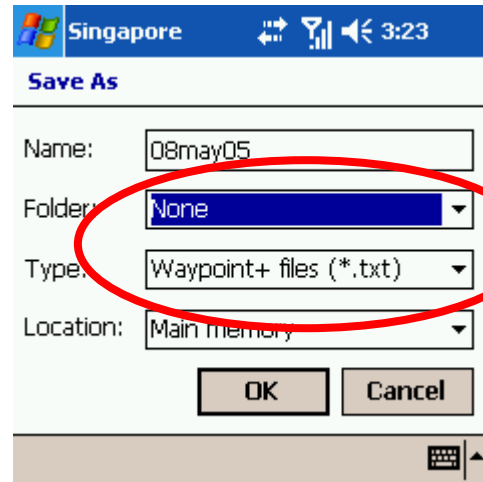 Singapore 3:23
Save As
Name: 08may05
Folder: None
Type: Waypoint+ files (*.txt)
Location: Main memory
OK Cancel